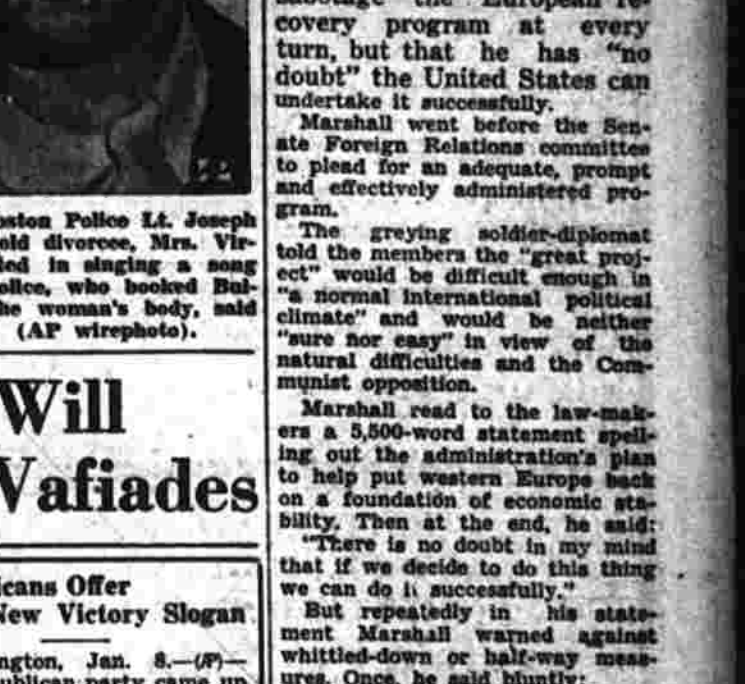 oston Police Lt. Joseph
old divorcee, Mrs. Vir-
led in singing a song
olice, who booked Bul-
he woman's body, said
(AP wirephoto).
Will
Vafiades
icans Offer
New Victory Slogan
ngton, Jan. 8.—(AP)—
publican party came up
sabotage the European re-
covery program at every
turn, but that he has "no
doubt" the United States can
undertake it successfully.
Marshall went before the Sen-
ate Foreign Relations committee
to plead for an adequate, prompt
and effectively administered pro-
gram.
The greying soldier-diplomat
told the members the "great proj-
ect" would be difficult enough in
"a normal international political
climate" and would be neither
"sure nor easy" in view of the
natural difficulties and the Com-
munist opposition.
Marshall read to the law-mak-
ers a 5,500-word statement spell-
ing out the administration's plan
to help put western Europe back
on a foundation of economic sta-
bility. Then at the end, he said:
"There is no doubt in my mind
that if we decide to do this thing
we can do it successfully."
But repeatedly in his state-
ment Marshall warned against
whittled-down or half-way meas-
ures. Once, he said bluntly: